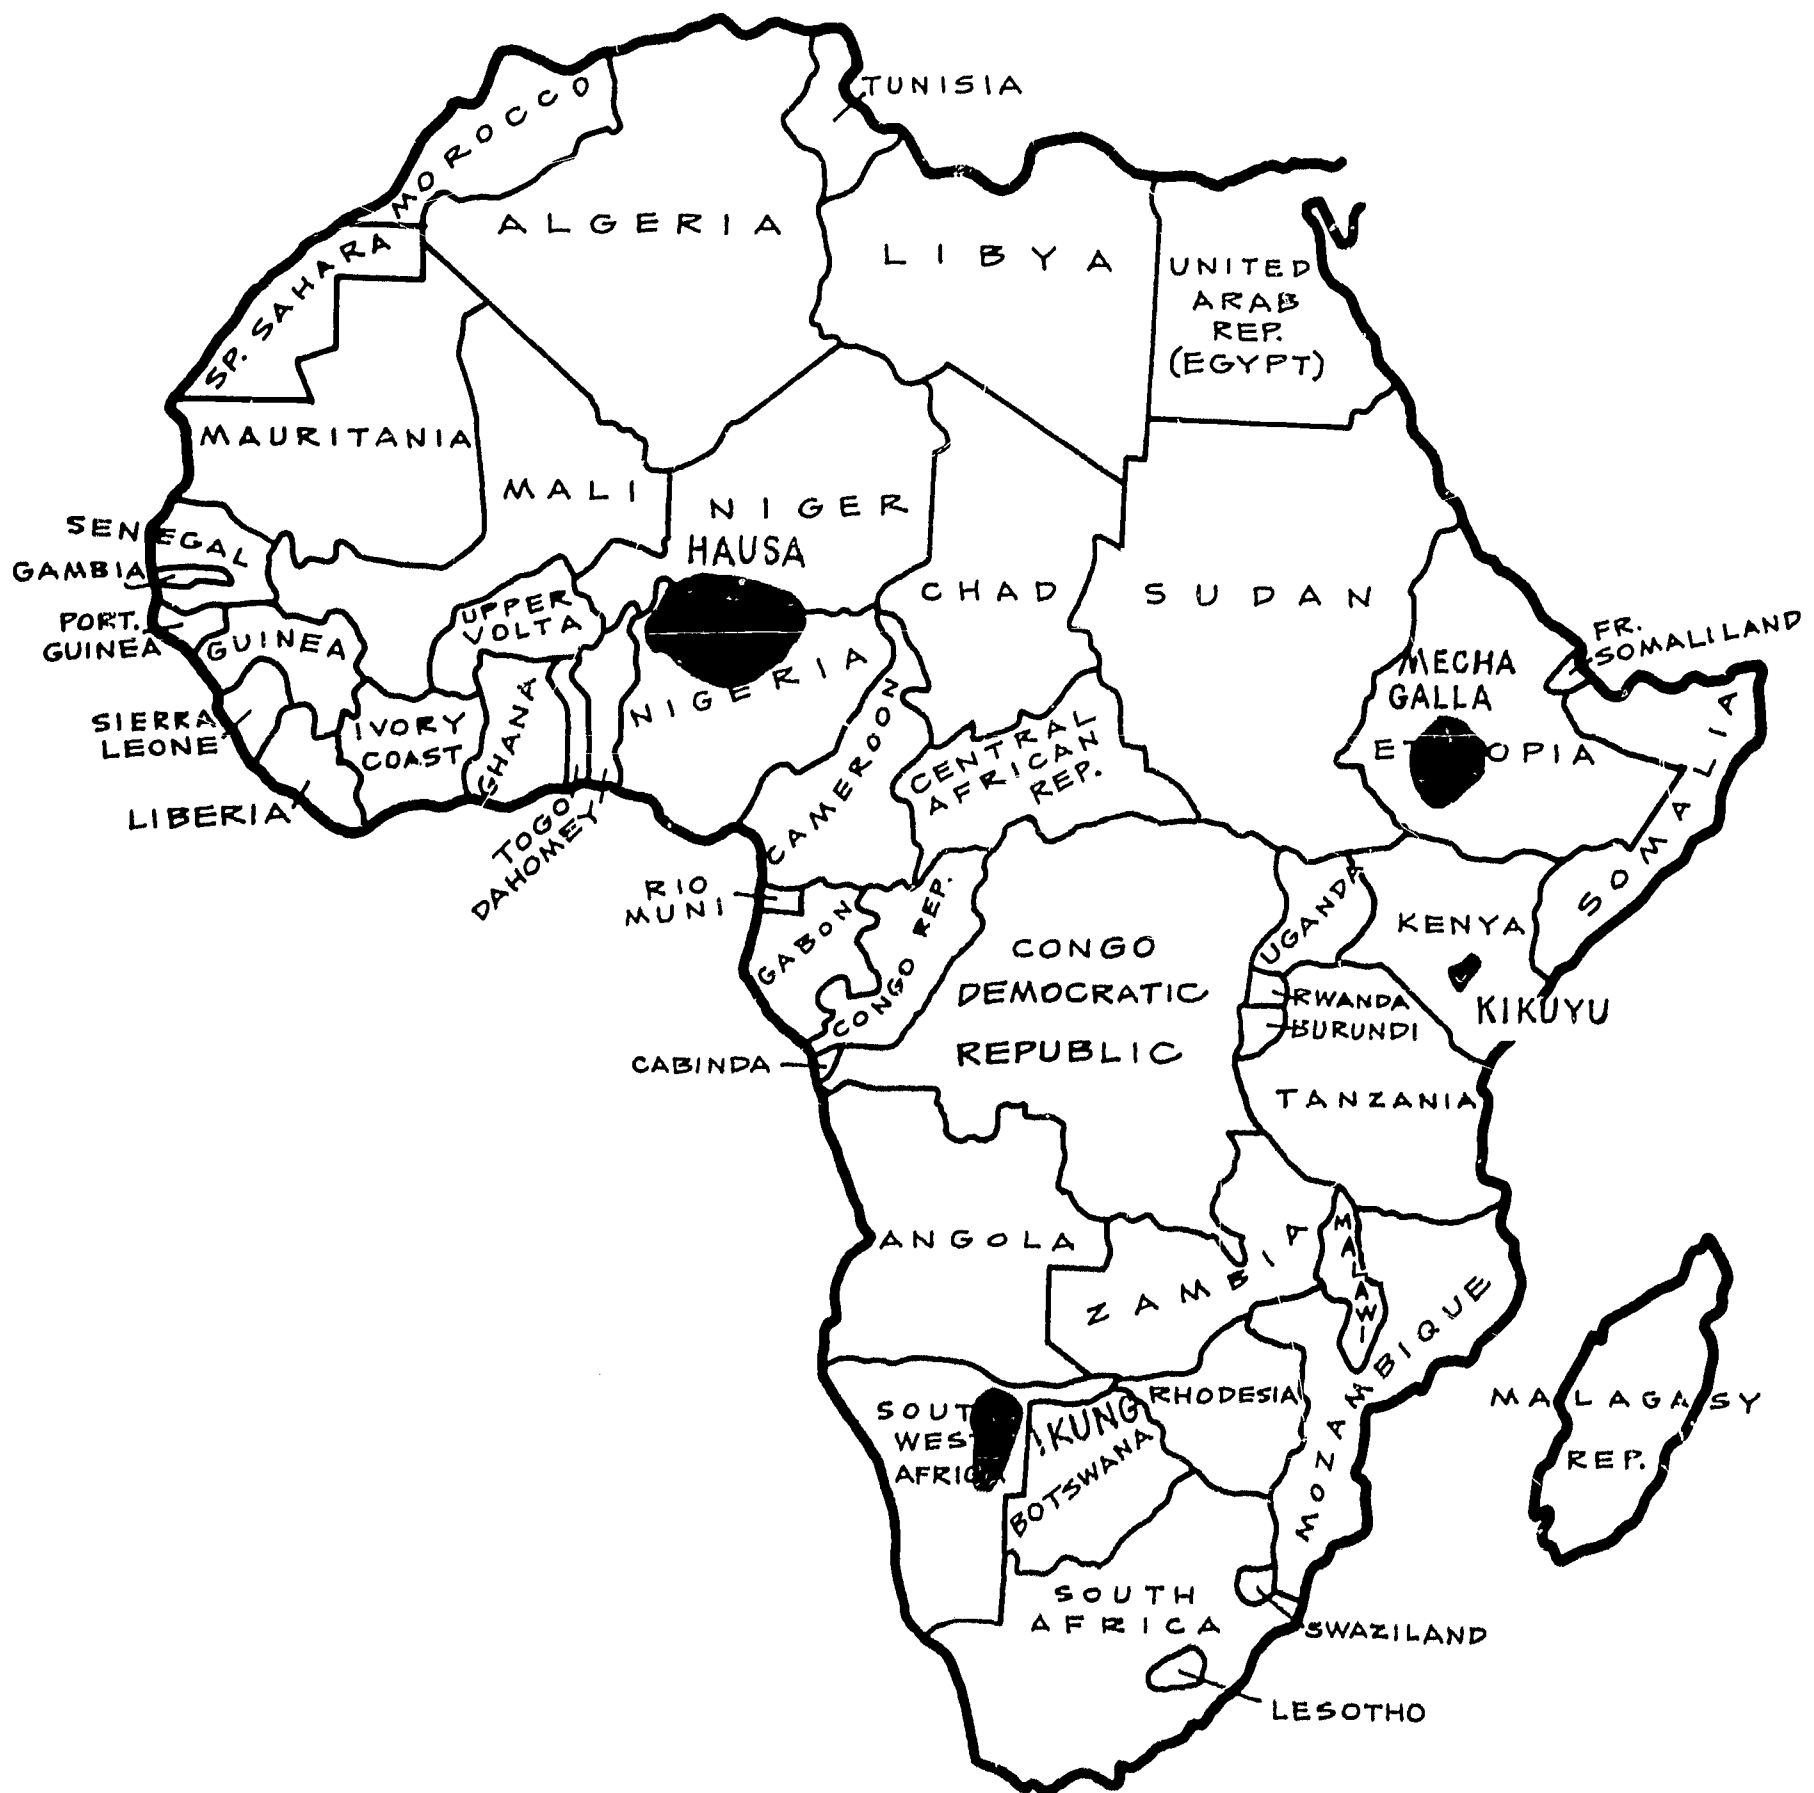 TUNISIA
MOROCCO
ALGERIA
LIBYA
UNITED
ARAB
REP.
(EGYPT)
SP. SAHARA
MAURITANIA
MALI
NIGER
HAUSA
CHAD
SUDAN
SENEGAL
GAMBIA
PORT.
GUINEA
GUINEA
UPPER
VOLTA
NIGERIA
FR.
SOMALILAND
MECHA
GALLA
ETOPIA
SOMALIA
SIERRA
LEONE
LIBERIA
IVORY
COAST
GHANA
TOGO
DAHOMEY
CAMEROON
CENTRAL
AFRICAN
REP.
RIO
MUNI
GABON
CONGO REP.
CONGO
DEMOCRATIC
REPUBLIC
UGANDA
KENYA
KIKUYU
RWANDA
BURUNDI
CABINDA
TANZANIA
ANGOLA
ZAMBIA
MALAWI
MOZAMBIQUE
MALAGASY
REP.
RHODESIA
SOUT
WEST
AFRICA
!KUNG
BOTSWANA
SOUTH
AFRICA
SWAZILAND
LESOTHO